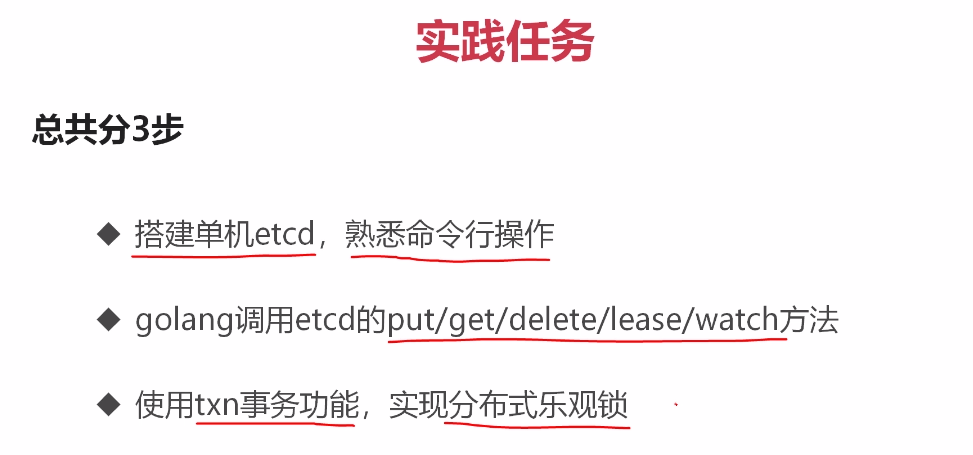 实践任务
总共分3步
搭建单机etcd，熟悉命令行操作
golang调用etcd的put/get/delete/lease/watch方法
使用txn事务功能，实现分布式乐观锁